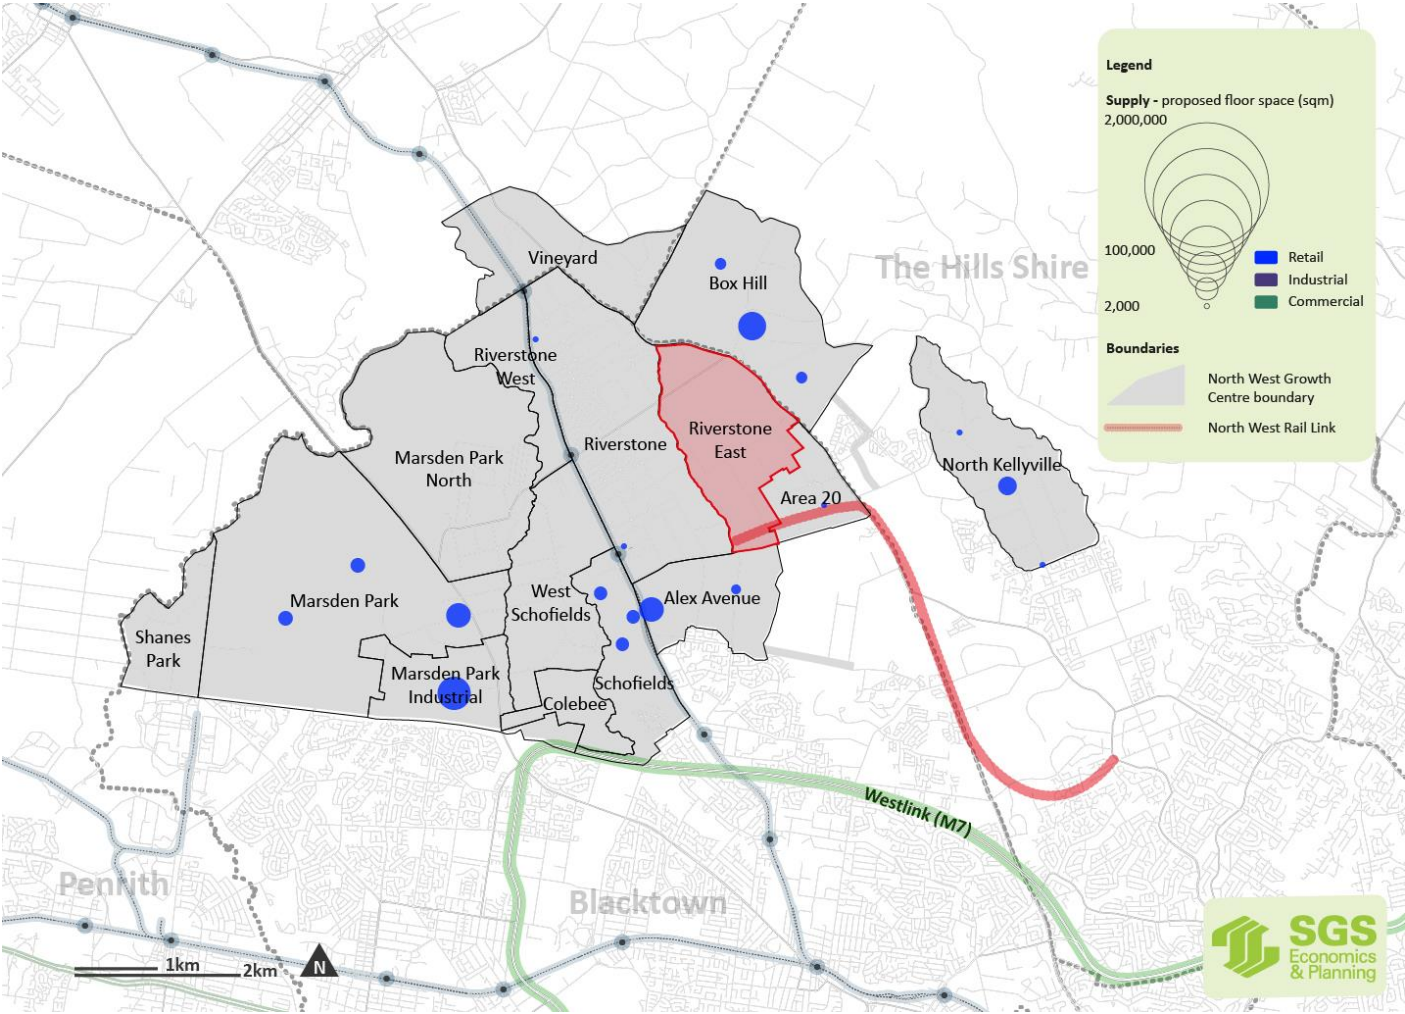 Legend
Supply - proposed floor space (sqm)
2,000,000
100,000
2,000
Retail
Industrial
Commercial
Boundaries
North West Growth
Centre boundary
North West Rail Link
Vineyard
Box Hill
The Hills Shire
Riverstone
West
Riverstone
Riverstone
East
Marsden Park
North
North Kellyville
Area 20
Marsden Park
West
Schofields
Alex Avenue
Shanes
Park
Marsden Park
Industrial
Schofields
Colebee
Westlink (M7)
Penrith
Blacktown
1km
2km
N
SGS
Economics
& Planning